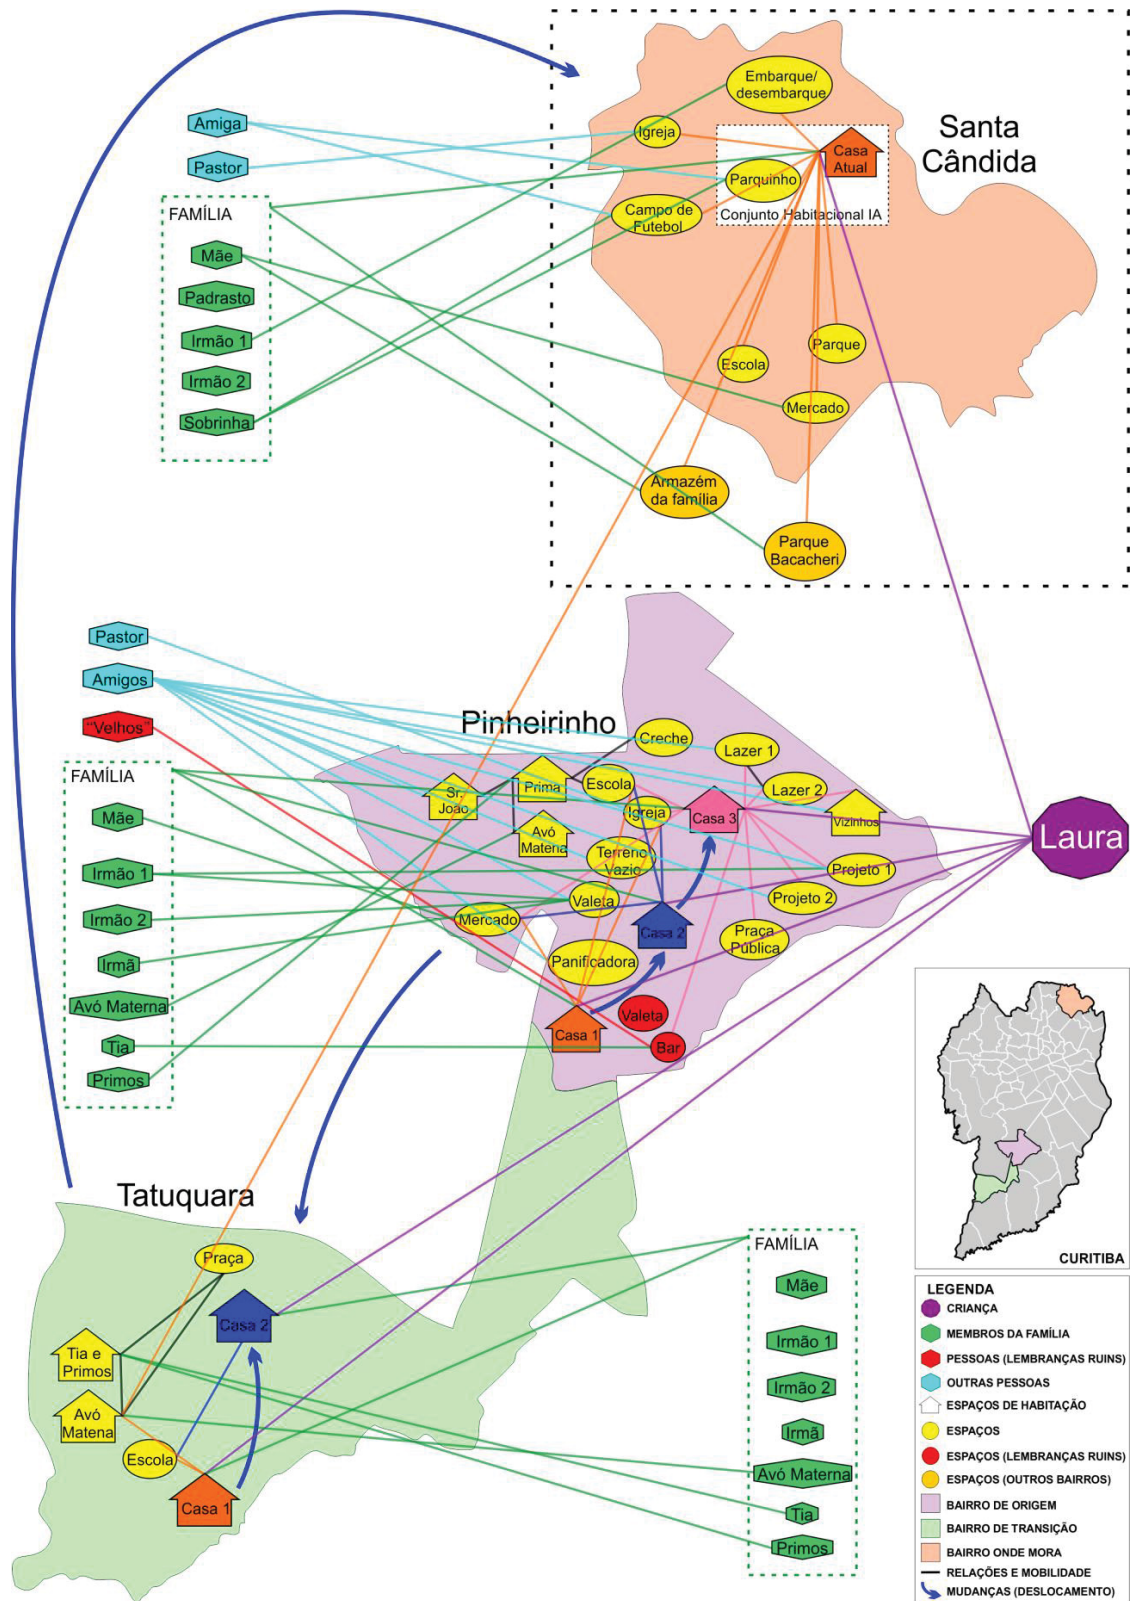 Embarque/
desembarque
Santa
Cândida
Amiga
Pastor
Igreja
Casa
Atual
Parquinho
Conjunto Habitacional IA
Campo de
Futebol
FAMÍLIA
Mãe
Padrasto
Irmão 1
Irmão 2
Sobrinha
Parque
Escola
Mercado
Armazém
da família
Parque
Bacacheri
Pastor
Amigos
"Velhos"
Pinheirinho
FAMÍLIA
Mãe
Irmão 1
Irmão 2
Irmã
Avó Materna
Tia
Primos
Creche
Lazer 1
Lazer 2
Sr.
João
Prima
Escola
Igreja
Casa 3
Vizinhos
Avó
Materia
Terreno
Vazio
Projeto 1
Projeto 2
Valeta
Mercado
Casa 2
Praça
Pública
Panificadora
Casa 1
Valeta
Bar
Laura
Tatuquara
Praça
Casa 2
Tia e
Primos
Avó
Matena
Escola
Casa 1
FAMÍLIA
Mãe
Irmão 1
Irmão 2
Irmã
Avó Materna
Tia
Primos
CURITIBA
LEGENDA
CRIANÇA
MEMBROS DA FAMÍLIA
PESSOAS (LEMBRANÇAS RUINS)
OUTRAS PESSOAS
ESPAÇOS DE HABITAÇÃO
ESPAÇOS
ESPAÇOS (LEMBRANÇAS RUINS)
ESPAÇOS (OUTROS BAIRROS)
BAIRRO DE ORIGEM
BAIRRO DE TRANSIÇÃO
BAIRRO ONDE MORA
RELAÇÕES E MOBILIDADE
MUDANÇAS (DESLOCAMENTO)